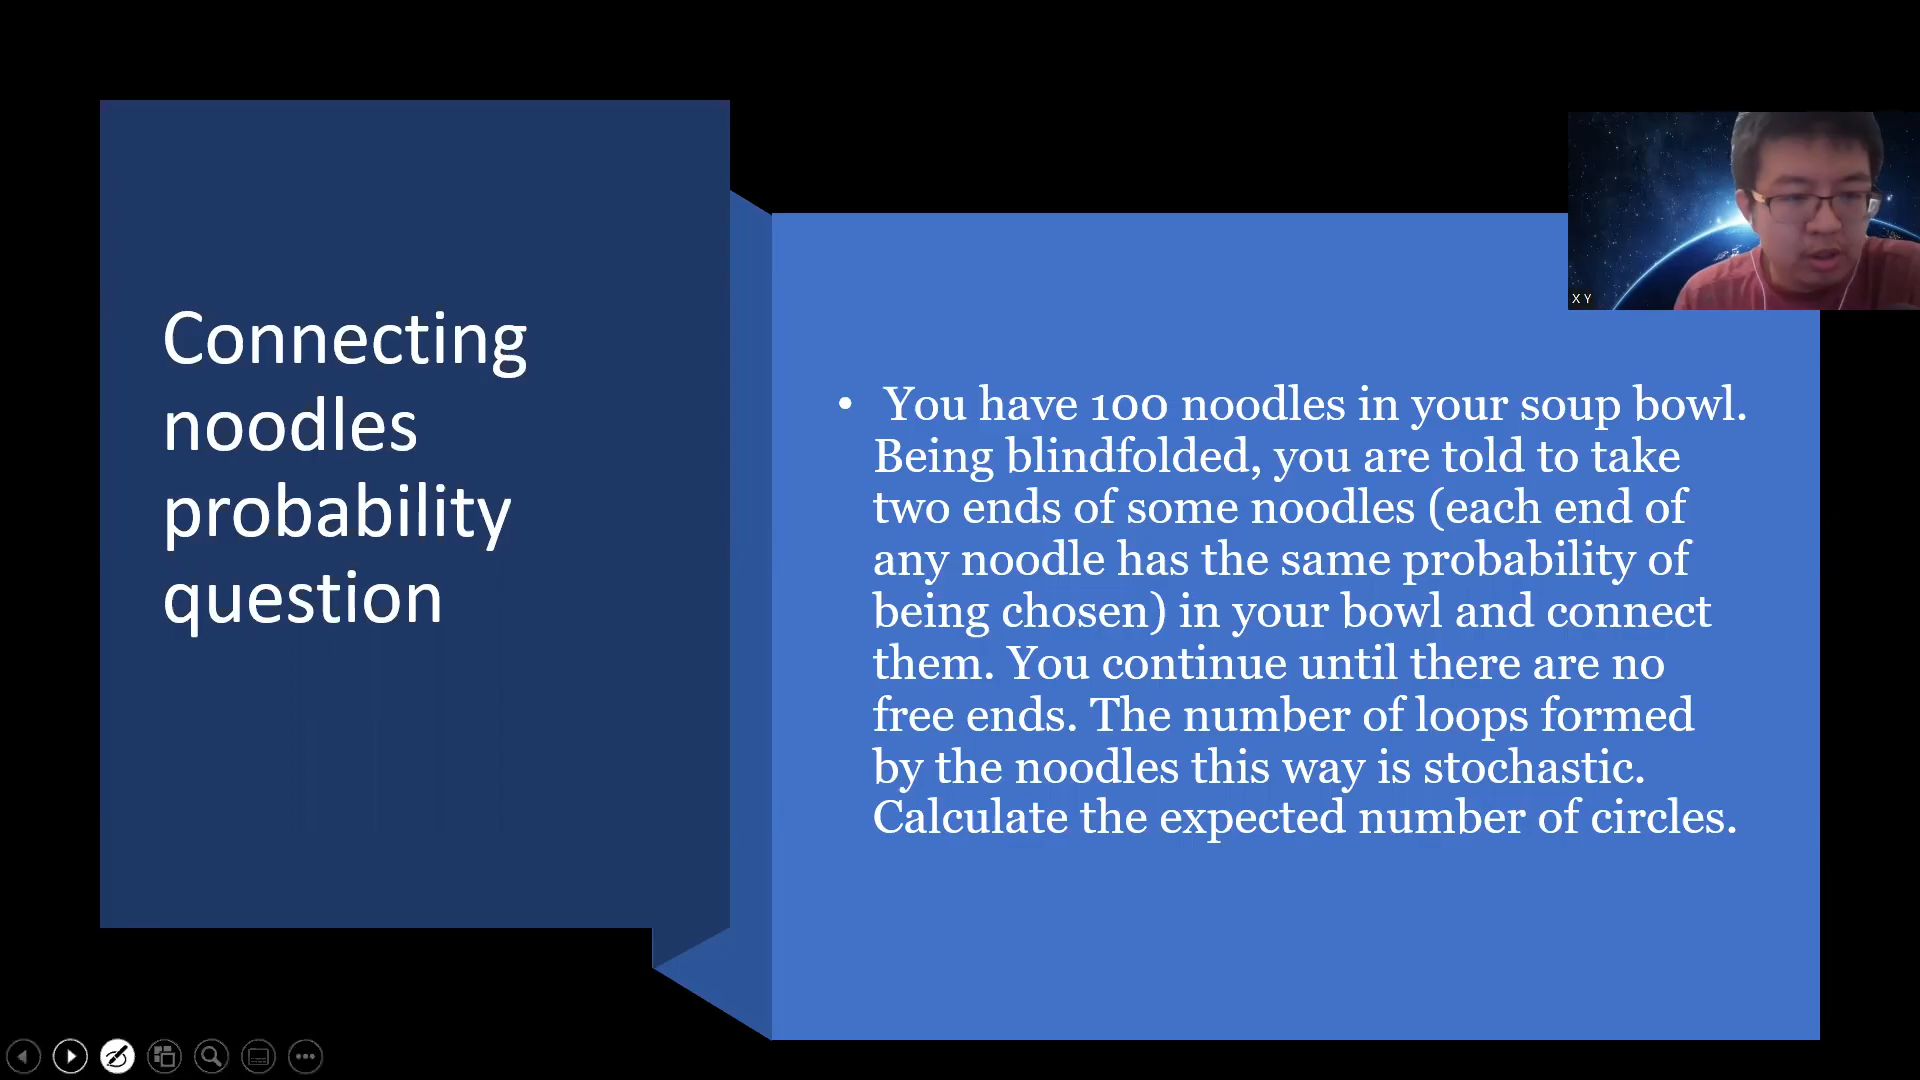 Connecting
noodles
probability
question
• You have 100 noodles in your soup bowl.
Being blindfolded, you are told to take
two ends of some noodles (each end of
any noodle has the same probability of
being chosen) in your bowl and connect
them. You continue until there are no
free ends. The number of loops formed
by the noodles this way is stochastic.
Calculate the expected number of circles.
X Y